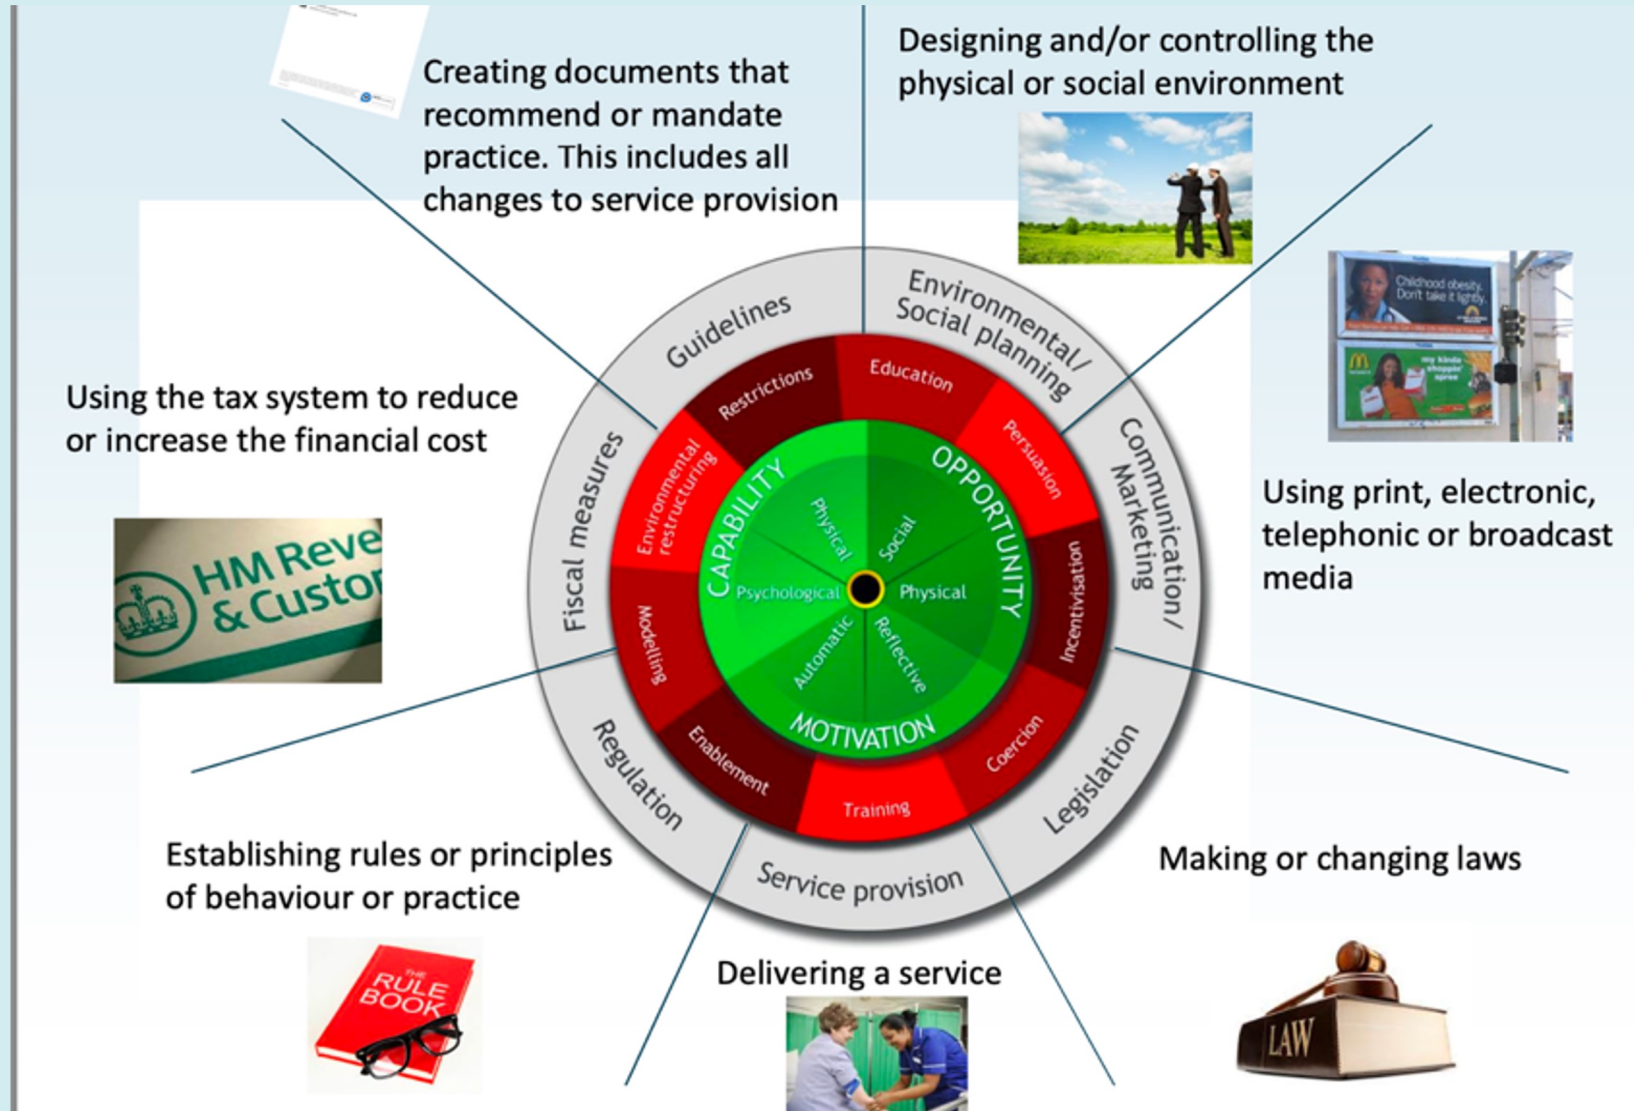 Creating documents that
recommend or mandate
practice. This includes all
changes to service provision
Designing and/or controlling the
physical or social environment
Childhood obesity.
Don't take it lightly.
my kinda
shoppin'
spree
Using print, electronic,
telephonic or broadcast
media
Using the tax system to reduce
or increase the financial cost
HM Reve
& Custo
Guidelines
Environmental/
Social planning
Communication/
Marketing
Legislation
Service provision
Regulation
Fiscal measures
Restrictions
Education
Persuasion
Incentivisation
Coercion
Training
Enablement
Modelling
Environmental
restructuring
CAPABILITY
OPPORTUNITY
MOTIVATION
Physical
Social
Psychological
Physical
Automatic
Reflective
Establishing rules or principles
of behaviour or practice
THE
RULE
BOOK
Delivering a service
Making or changing laws
LAW